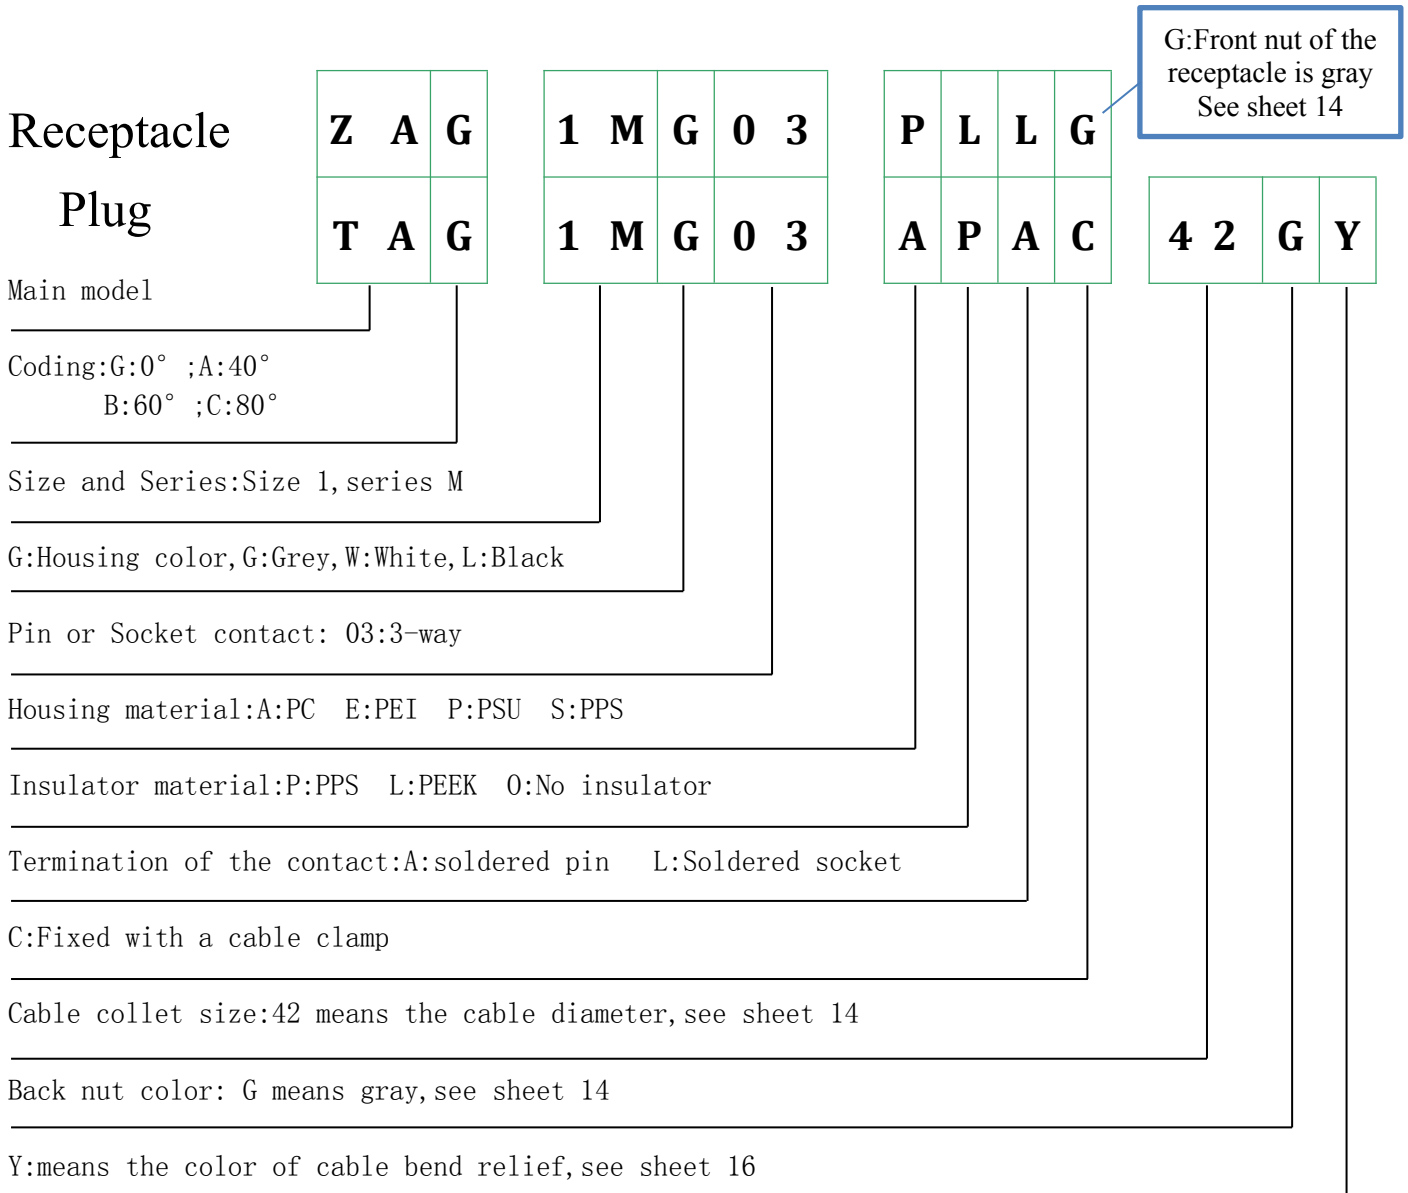 G:Front nut of the
receptacle is gray
See sheet 14
Receptacle Z A G 1 M G 0 3 P L L G
Plug T A G 1 M G 0 3 A P A C 4 2 G Y
Main model
Coding:G:0° ;A:40°
B:60° ;C:80°
Size and Series:Size 1,series M
G:Housing color,G:Grey,W:White,L:Black
Pin or Socket contact: 03:3-way
Housing material:A:PC E:PEI P:PSU S:PPS
Insulator material:P:PPS L:PEEK O:No insulator
Termination of the contact:A:soldered pin L:Soldered socket
C:Fixed with a cable clamp
Cable collet size:42 means the cable diameter,see sheet 14
Back nut color: G means gray,see sheet 14
Y:means the color of cable bend relief,see sheet 16